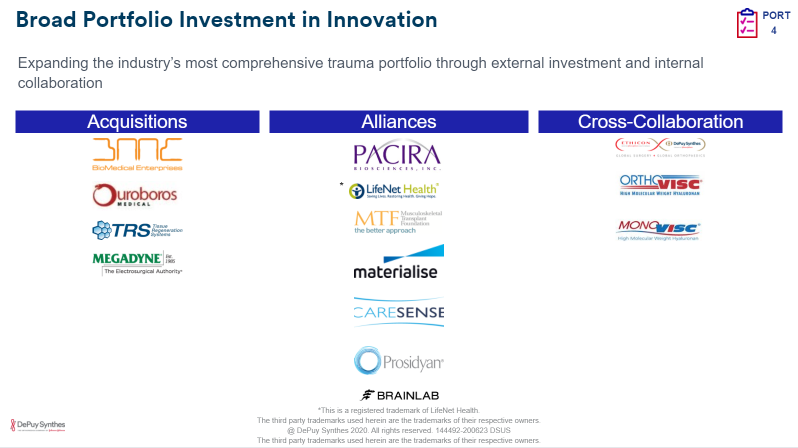 Broad Portfolio Investment in Innovation
PORT
4
Expanding the industry's most comprehensive trauma portfolio through external investment and internal
collaboration
Acquisitions
Alliances
Cross-Collaboration
BioMedical Enterprises
Ouroboros
MEDICAL
TRS Tissue Regeneration Systems
MEGADYNE INC 1985
The Electrosurgical Authority®
PACIRA
BIOSCIENCES, INC.
* LifeNet Health®
Saving Lives. Restoring Health. Giving Hope.
MTF Musculoskeletal Transplant Foundation
the better approach
materialise
CARESENSE
Prosidyan®
BRAINLAB
ETHICON DePuy Synthes
GLOBAL SURGERY & GLOBAL ORTHOPAEDICS
ORTHOVISC®
HIGH MOLECULAR WEIGHT HYALURONAN
MONOVISC®
High Molecular Weight Hyaluronan
*This is a registered trademark of LifeNet Health
The third party trademarks used herein are the trademarks of their respective owners.
@ DePuy Synthes 2020. All rights reserved. 144492-200623 DSUS
The third party trademarks used herein are the trademarks of their respective owners.
DePuy Synthes